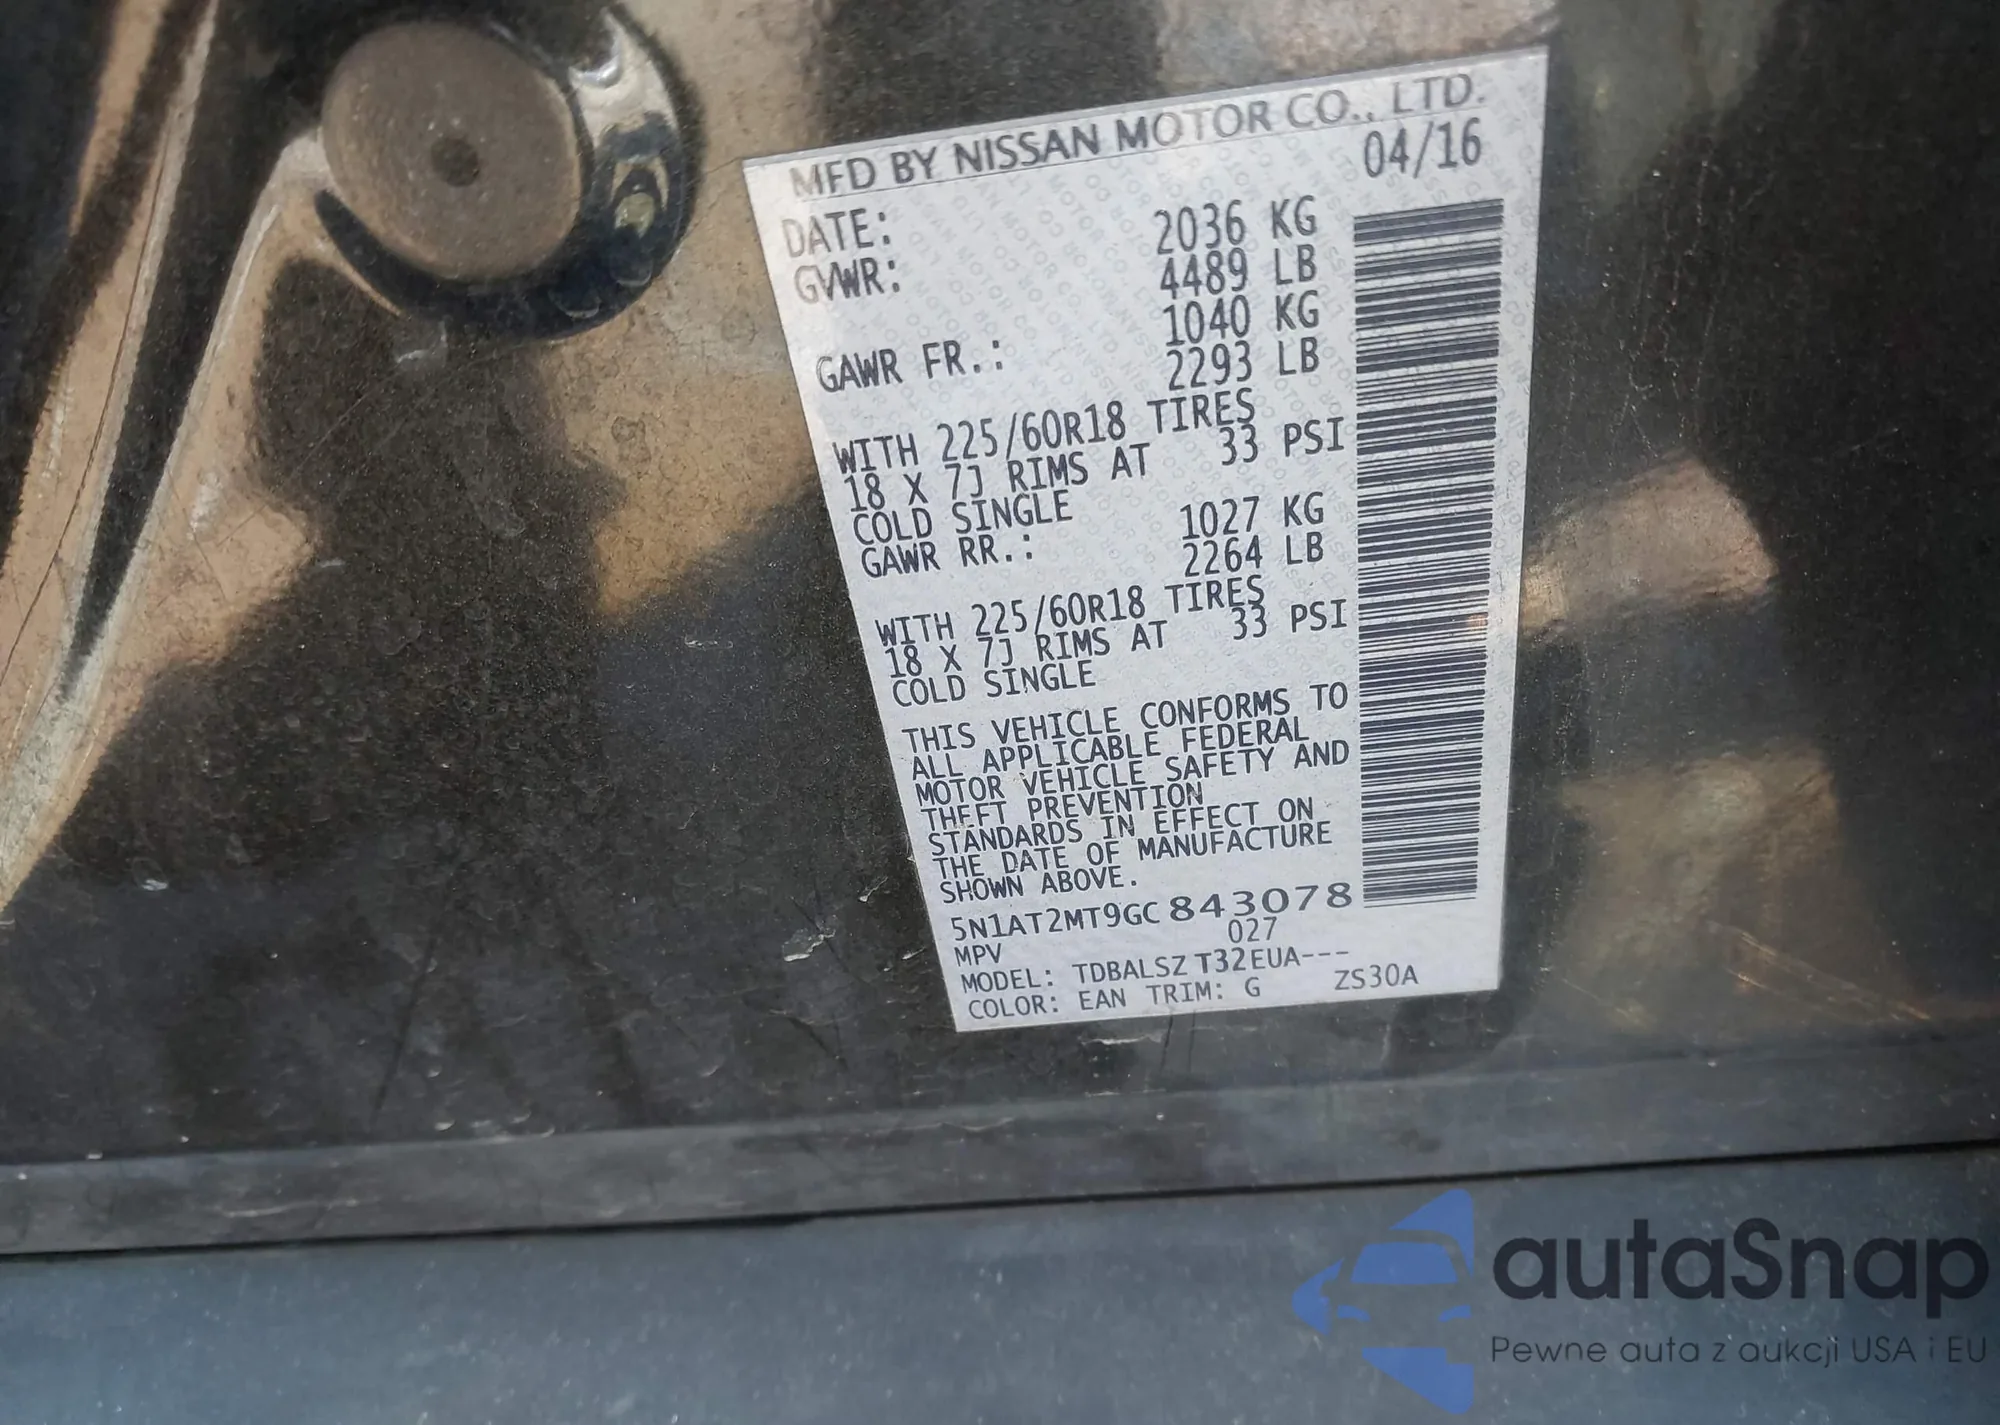 MFD BY NISSAN MOTOR CO., LTD.
DATE: 04/16
GVWR: 2036 KG
4489 LB
GAWR FR.: 1040 KG
2293 LB
WITH 225/60R18 TIRES
18 X 7J RIMS AT 33 PSI
COLD SINGLE
GAWR RR.: 1027 KG
2264 LB
WITH 225/60R18 TIRES
18 X 7J RIMS AT 33 PSI
COLD SINGLE
THIS VEHICLE CONFORMS TO
ALL APPLICABLE FEDERAL
MOTOR VEHICLE SAFETY AND
THEFT PREVENTION
STANDARDS IN EFFECT ON
THE DATE OF MANUFACTURE
SHOWN ABOVE.
5N1AT2MT9GC843078
MPV 027
MODEL: TDBALSZ T32EUA---
COLOR: EAN TRIM: G ZS30A
autaSnap
Pewne auta z aukcji USA i EU